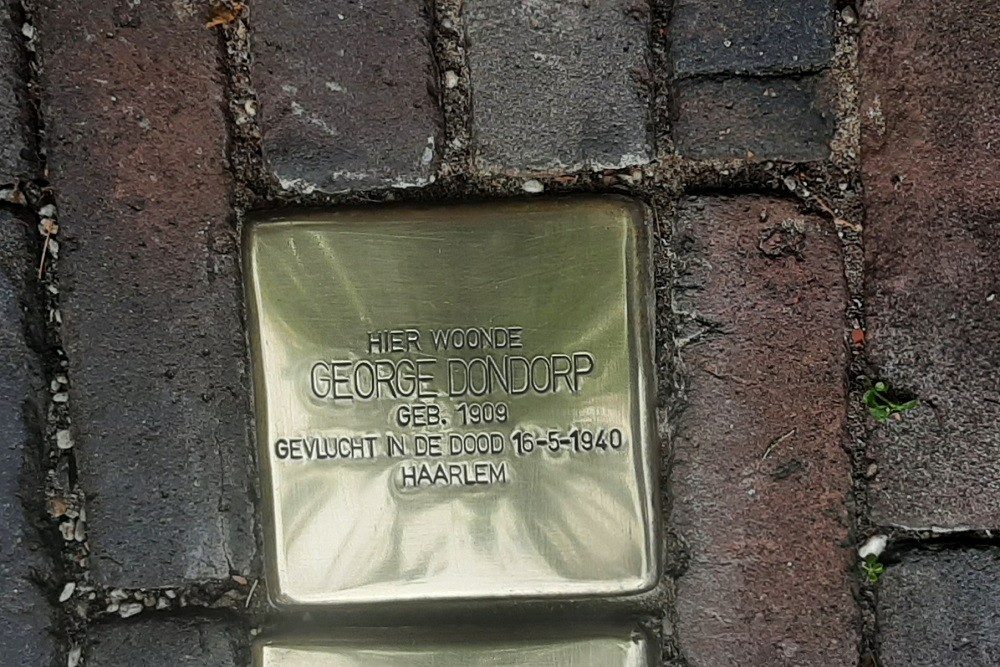 HIER WOONDE
GEORGE DONDORP
GEB. 1909
GEVLUCHT IN DE DOOD 16-5-1940
HAARLEM